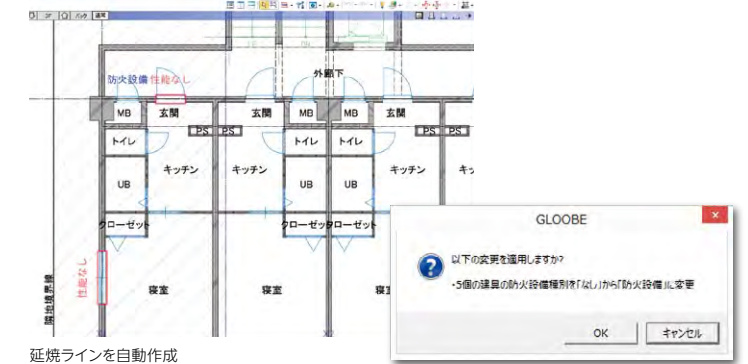 通常
外廊下
防火設備 性能なし
MB
玄関
MB
MB
玄関
PS
PS
PS
PS
トイレ
トイレ
トイレ
キッチン
キッチン
キッチン
UB
UB
UB
クローゼット
クローゼット
クローゼット
性能なし
隣地境界線
寝室
寝室
GLOOBE
以下の変更を適用しますか?
・5個の建具の防火設備種別を「なし」から「防火設備」に変更
OK
キャンセル
延焼ラインを自動作成